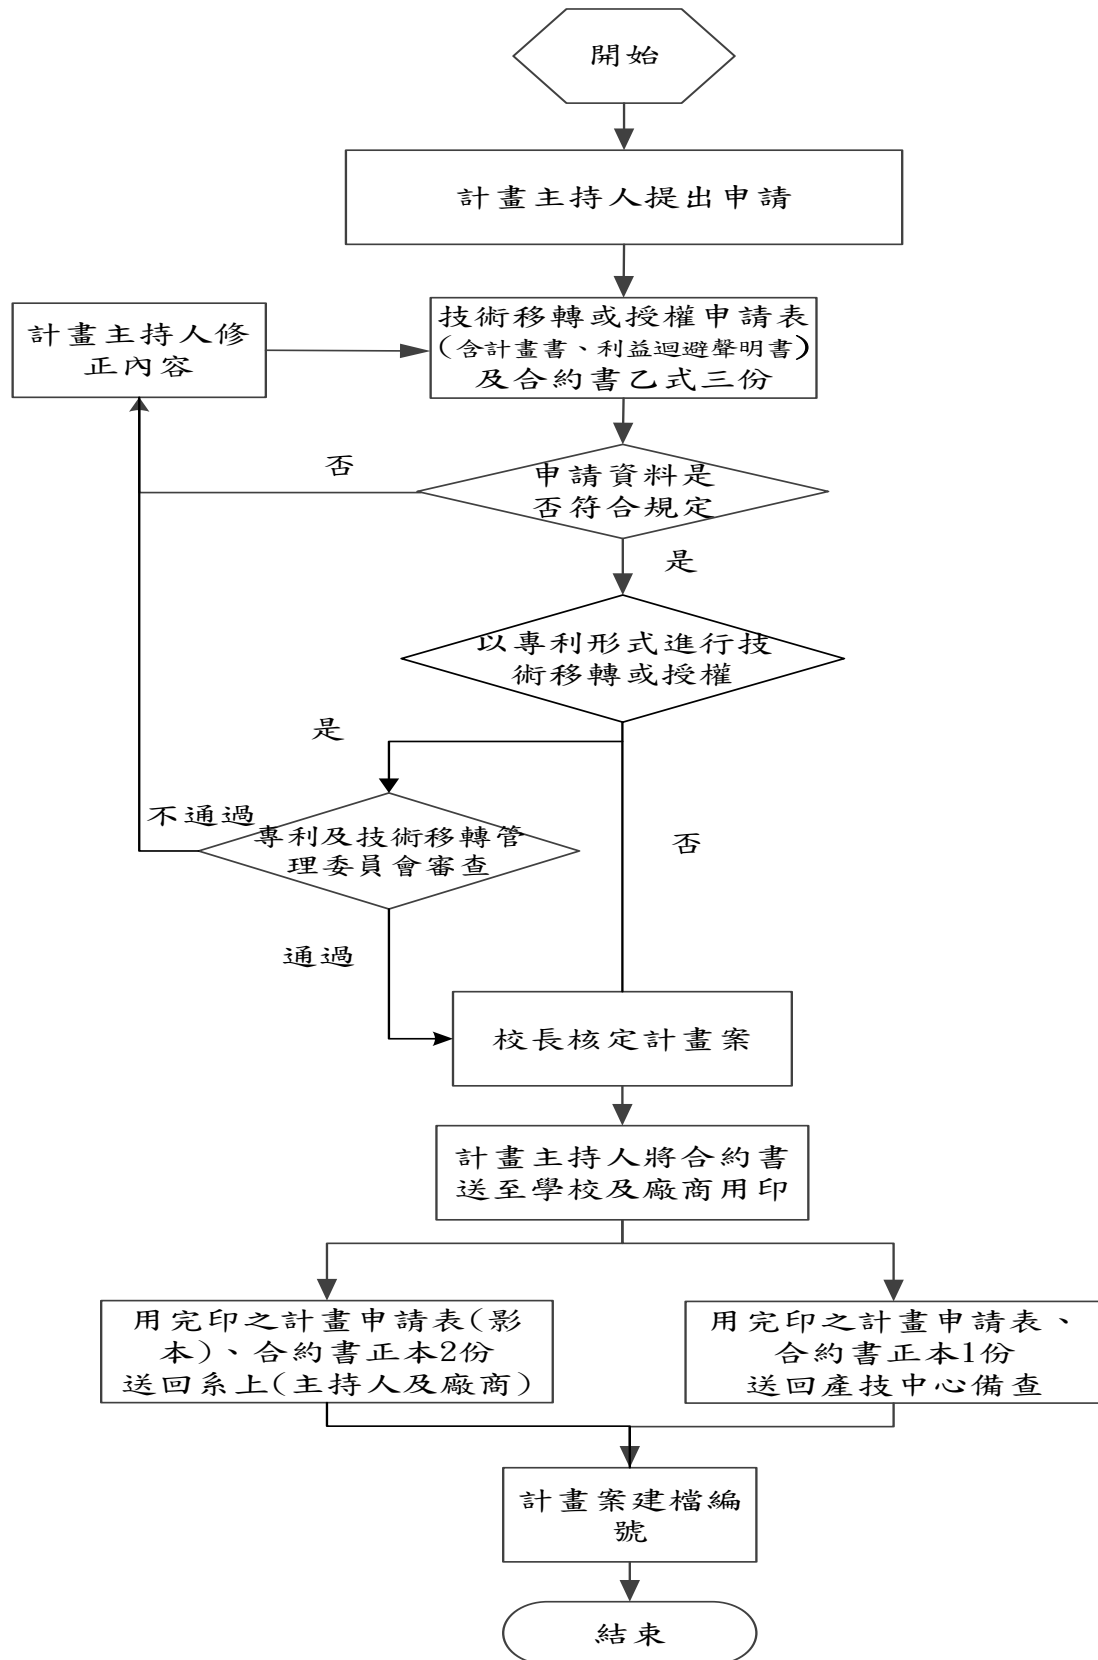 開始
計畫主持人提出申請
技術移轉或授權申請表
(含計畫書、利益迴避聲明書)
及合約書乙式三份
計畫主持人修
正內容
否
申請資料是
否符合規定
是
以專利形式進行技
術移轉或授權
是
不通過
專利及技術移轉管
理委員會審查
否
通過
校長核定計畫案
計畫主持人將合約書
送至學校及廠商用印
用完印之計畫申請表(影
本)、合約書正本2份
送回系上(主持人及廠商)
用完印之計畫申請表、
合約書正本1份
送回產技中心備查
計畫案建檔編
號
結束